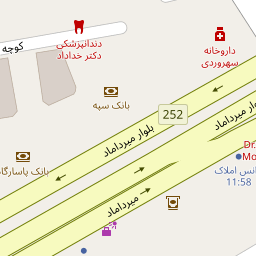 دندانپزشکی
دکتر خداداد
کوچه
داروخانه
سهروردی
بانک سپه
252
بلوار میرداماد
بلوار میرداماد
میرداماد
میرداماد
بانک پاسارگاد
Dr.
Mo
انس املاک
11:58